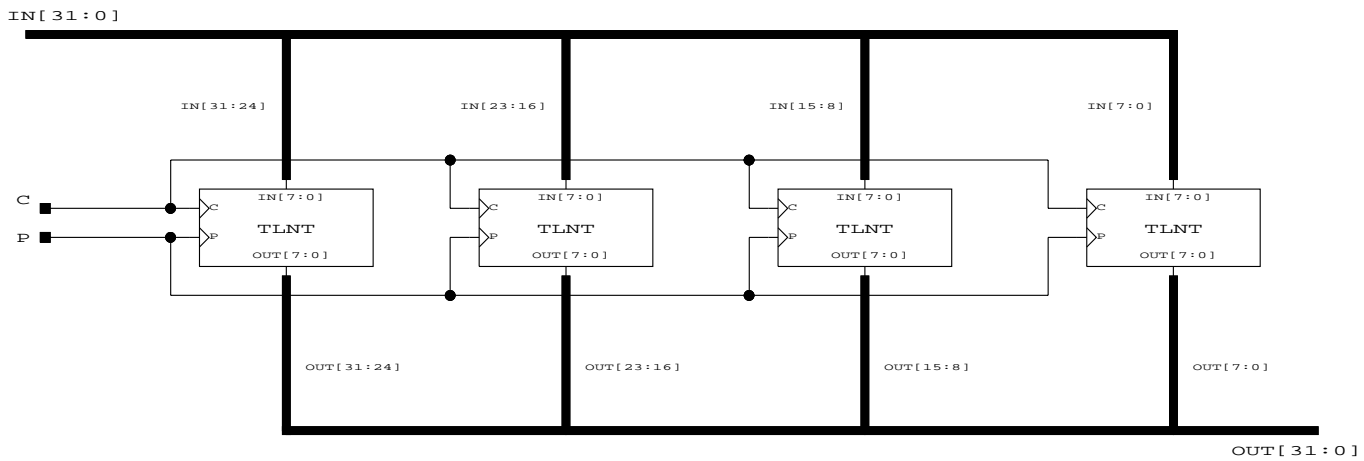 IN[31:0]
IN[31:24]
IN[23:16]
IN[15:8]
IN[7:0]
C
P
C
IN[7:0]
P
TLNT
OUT[7:0]
C
IN[7:0]
P
TLNT
OUT[7:0]
C
IN[7:0]
P
TLNT
OUT[7:0]
C
IN[7:0]
P
TLNT
OUT[7:0]
OUT[31:24]
OUT[23:16]
OUT[15:8]
OUT[7:0]
OUT[31:0]